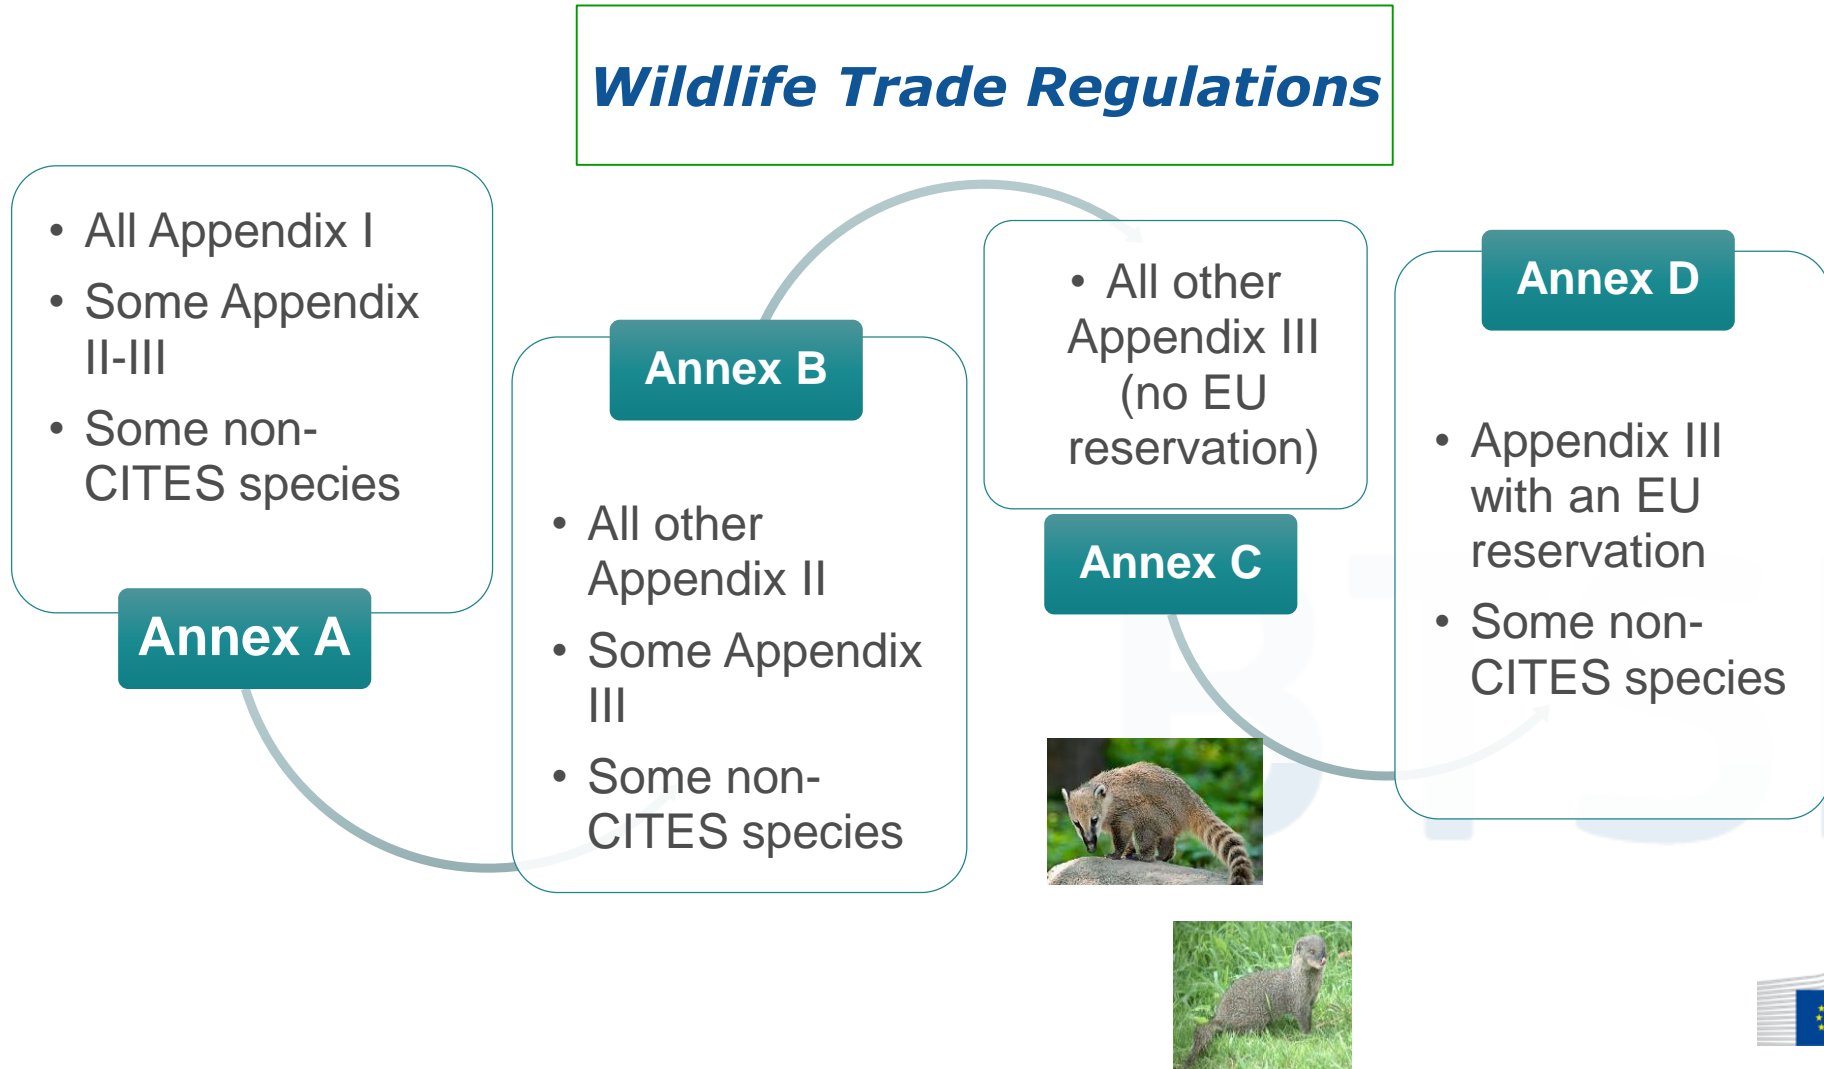 Wildlife Trade Regulations
• All Appendix I
• Some Appendix
II-III
• Some non-
CITES species
Annex A
Annex B
• All other
Appendix II
• Some Appendix
III
• Some non-
CITES species
• All other
Appendix III
(no EU
reservation)
Annex C
Annex D
• Appendix III
with an EU
reservation
• Some non-
CITES species